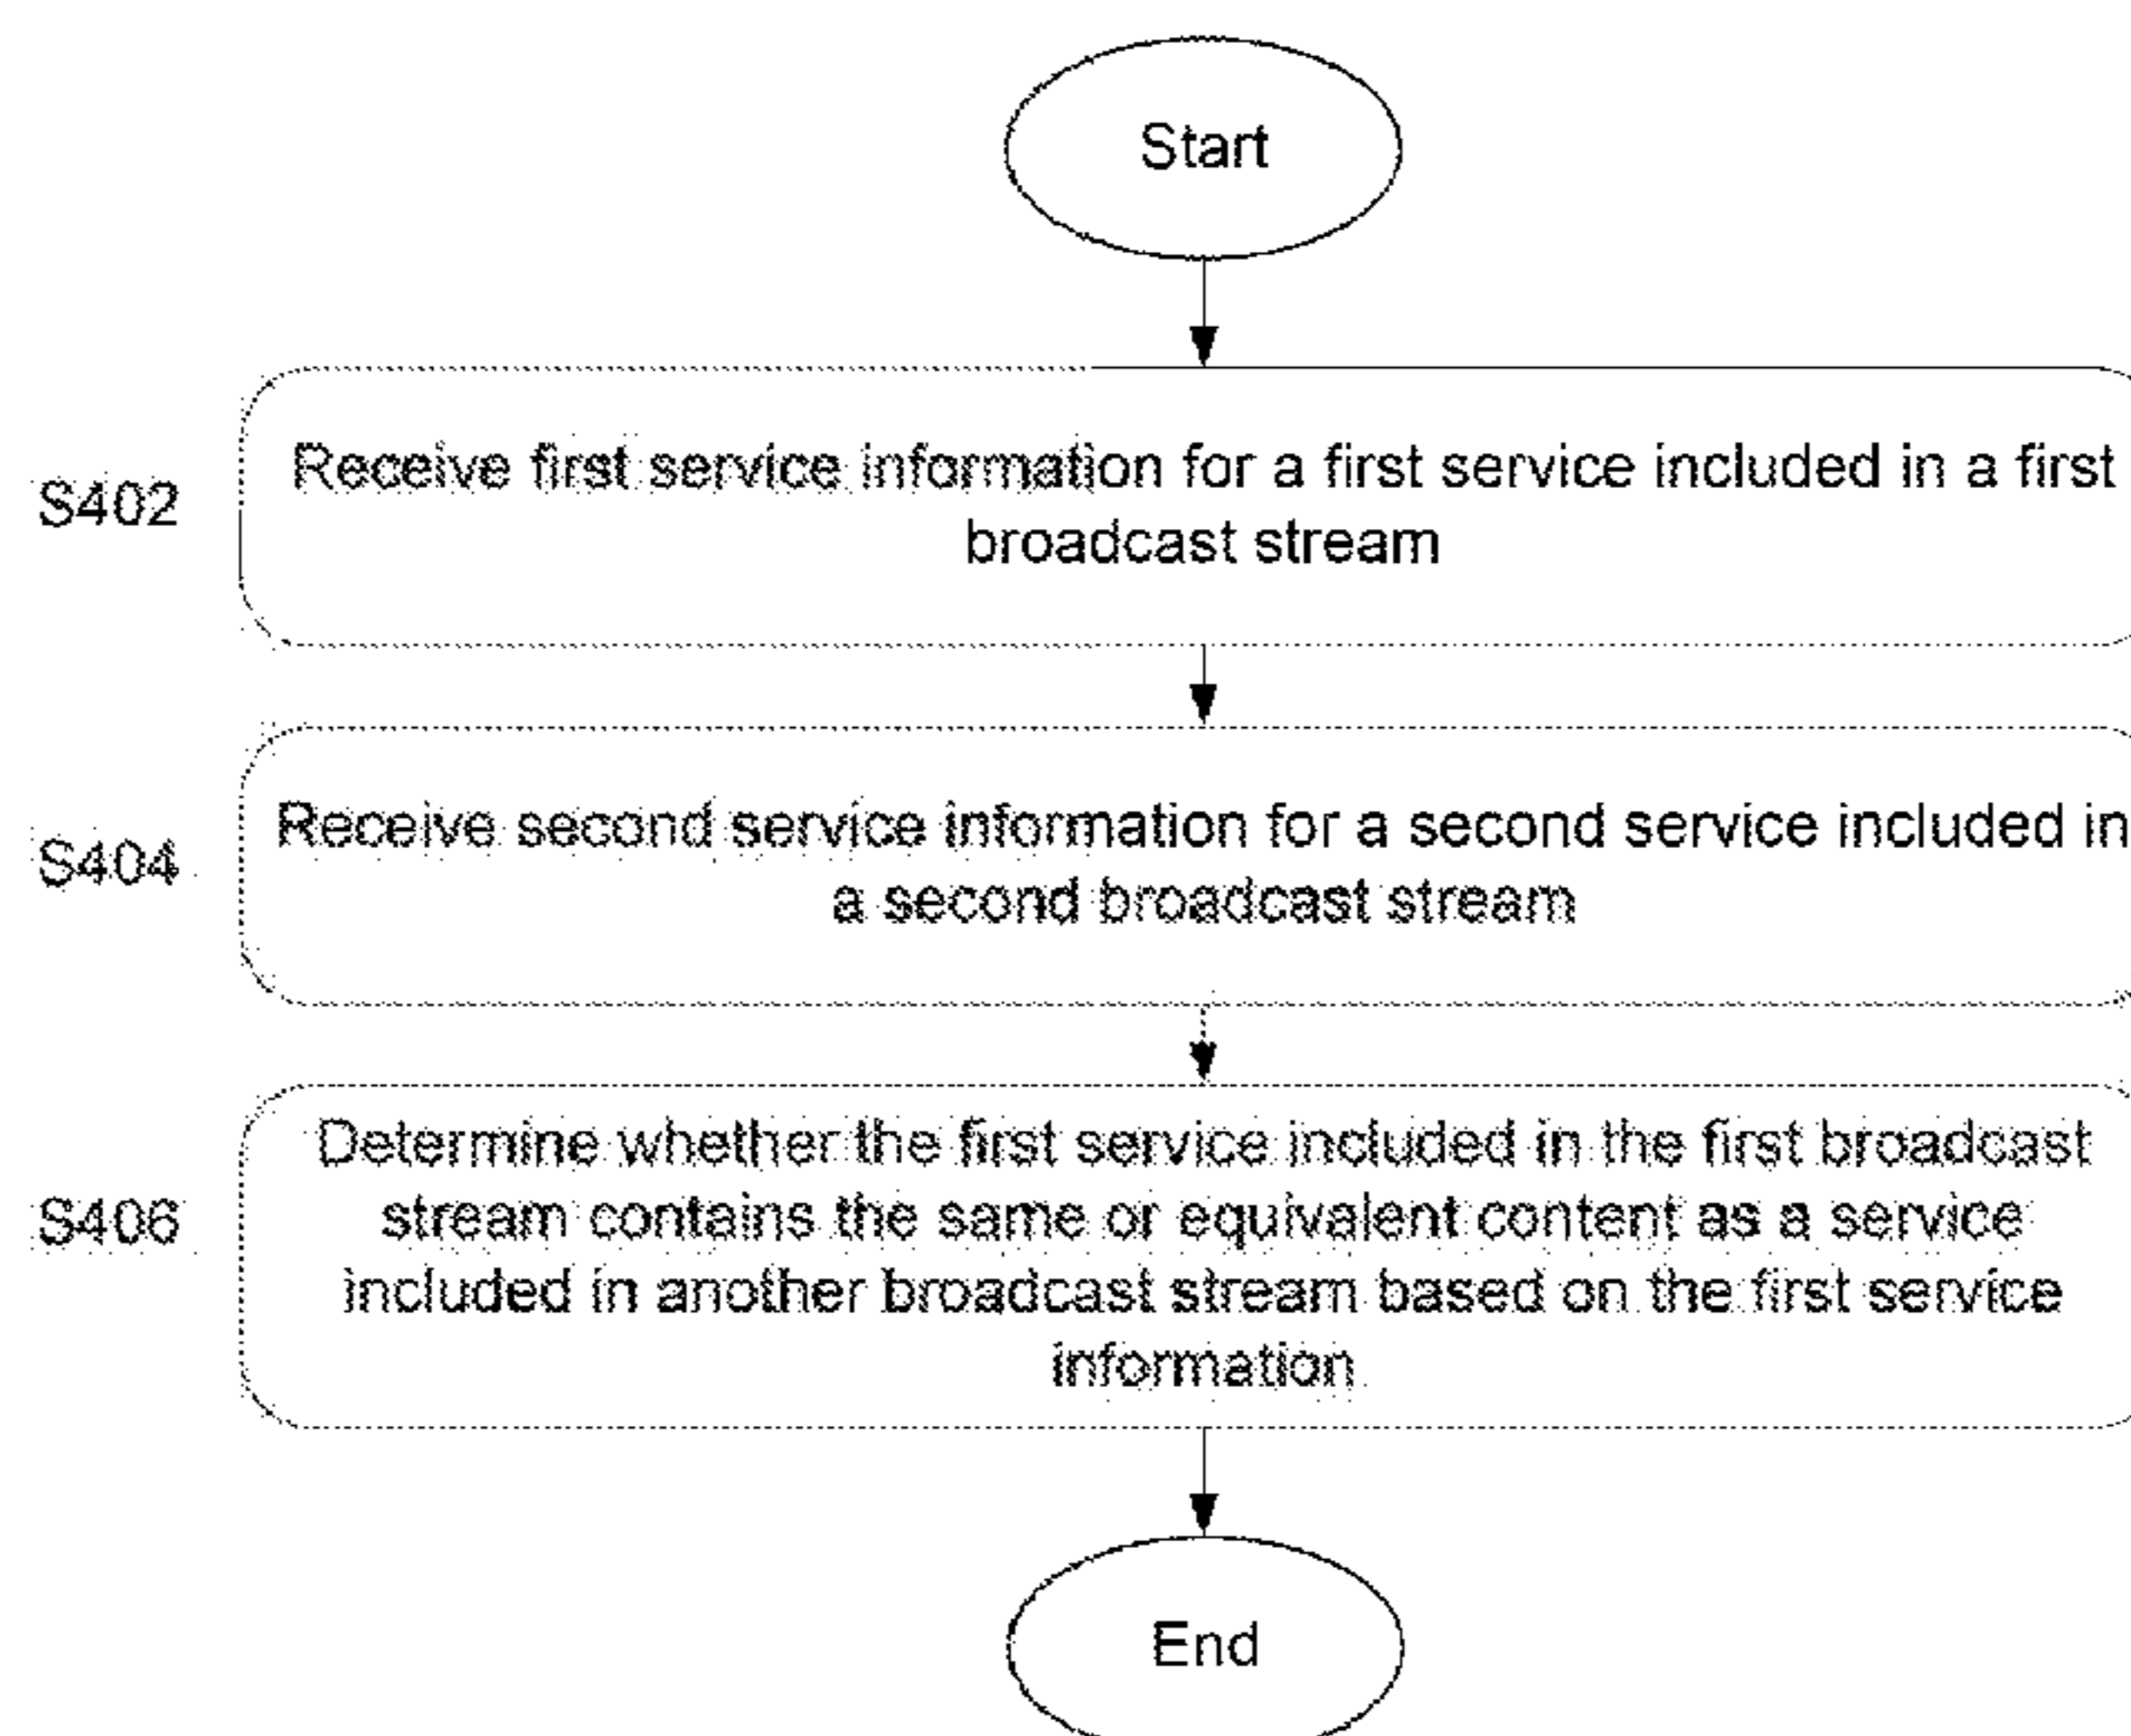 Start
Receive first service information for a first service included in a first
S402
broadcast stream
Receive second service information for a second service included in
S404
a second broadcast stream
Determine whether the first service included in the first broadcast
stream contains the same or equivalent content as a service
S406
included in another broadcast stream based on the first service
information
End